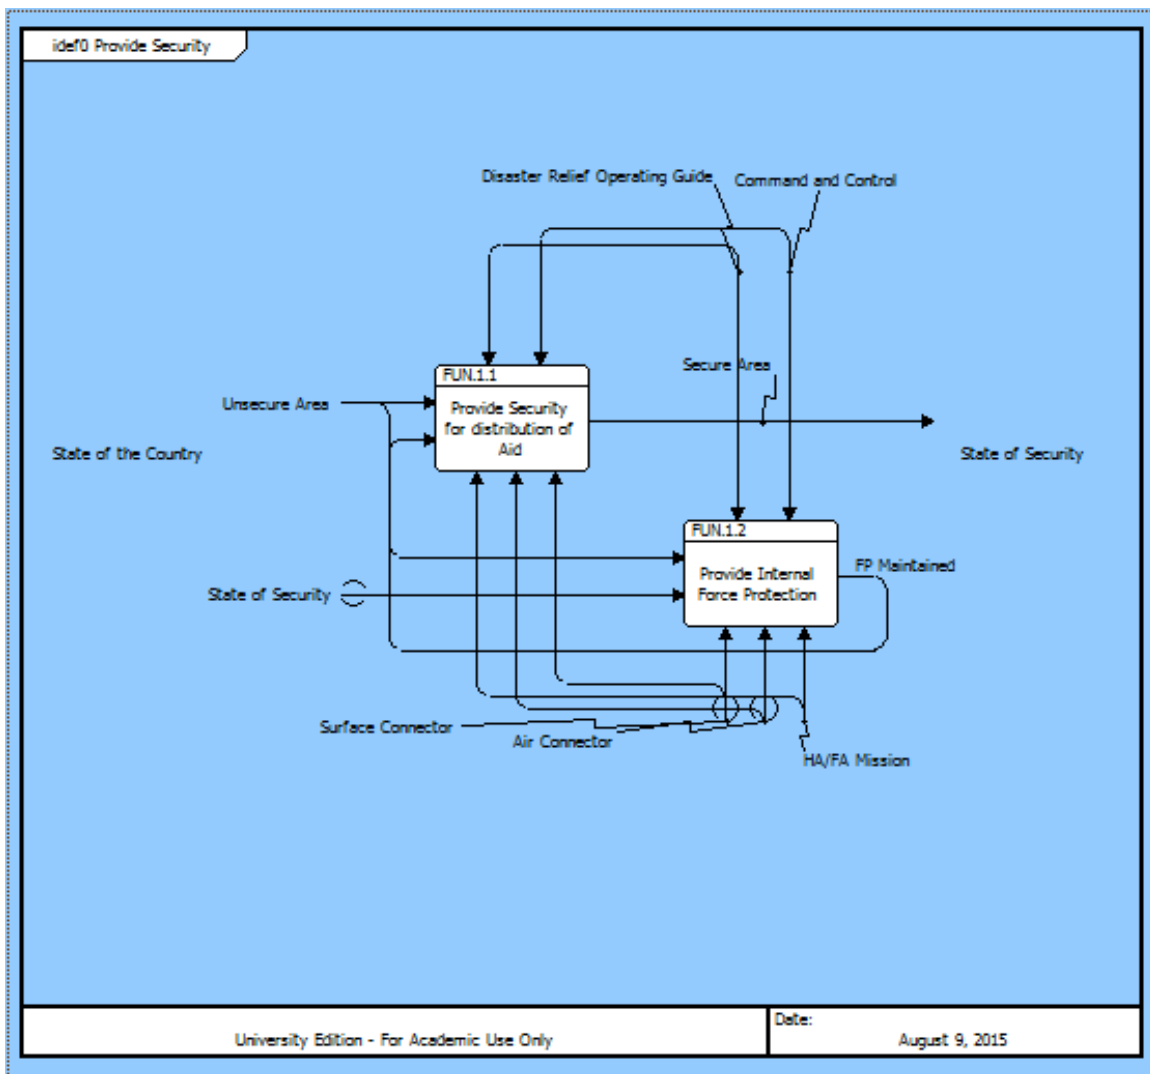 idef0 Provide Security
Disaster Relief Operating Guide
Command and Control
Secure Area
FUN.1.1
Provide Security
for distribution of
Aid
Unsecure Area
State of the Country
State of Security
FUN.1.2
Provide Internal
Force Protection
FP Maintained
State of Security
Surface Connector
Air Connector
HA/FA Mission
University Edition - For Academic Use Only
Date:
August 9, 2015